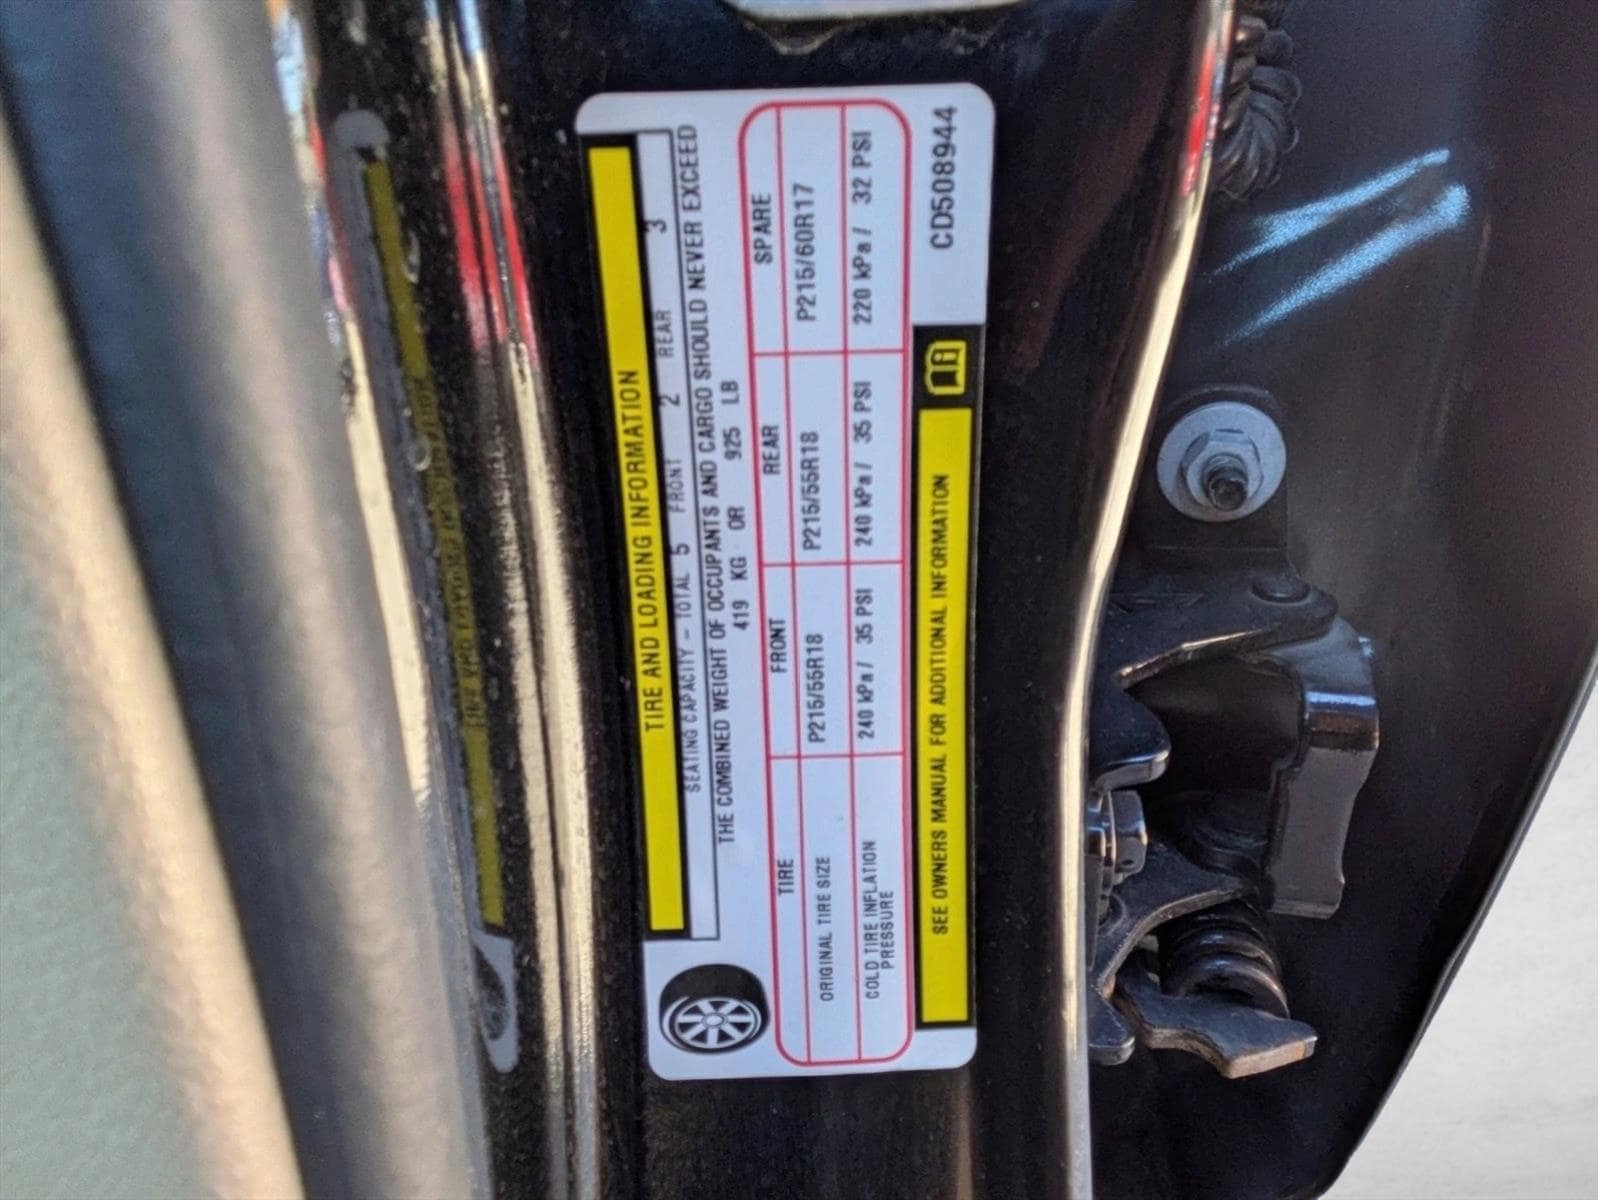 TIRE AND LOADING INFORMATION
SEATING CAPACITY - TOTAL 5 FRONT 2 REAR 3
THE COMBINED WEIGHT OF OCCUPANTS AND CARGO SHOULD NEVER EXCEED
419 KG OR 925 LB
TIRE FRONT REAR SPARE
ORIGINAL TIRE SIZE P215/55R18 P215/55R18 P215/60R17
COLD TIRE INFLATION PRESSURE 240 kPa / 35 PSI 240 kPa / 35 PSI 220 kPa / 32 PSI
SEE OWNERS MANUAL FOR ADDITIONAL INFORMATION
CD508944